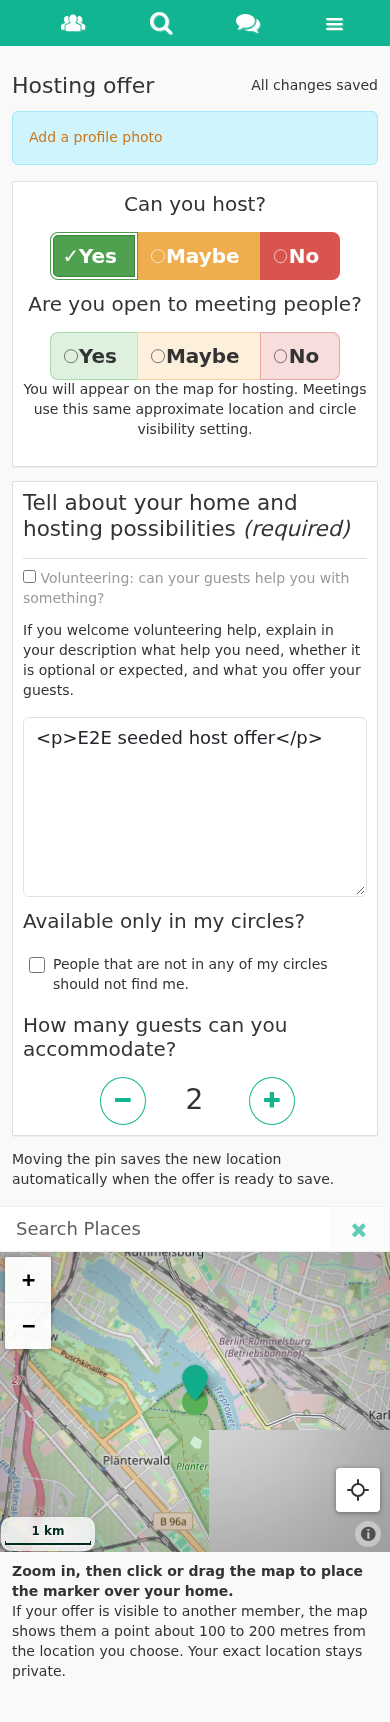 Hosting offer
All changes saved
Add a profile photo
Can you host?
✓Yes
Maybe
No
Are you open to meeting people?
Yes
Maybe
No
You will appear on the map for hosting. Meetings
use this same approximate location and circle
visibility setting.
Tell about your home and
hosting possibilities (required)
Volunteering: can your guests help you with
something?
If you welcome volunteering help, explain in
your description what help you need, whether it
is optional or expected, and what you offer your
guests.
<p>E2E seeded host offer</p>
Available only in my circles?
People that are not in any of my circles
should not find me.
How many guests can you
accommodate?
2
Moving the pin saves the new location
automatically when the offer is ready to save.
Search Places
Rummelsburg
+
−
Berlin-Rummelsburg
(Betriebsbahnhof)
Puschkinallee
Plänterwald
B 96a
1 km
Zoom in, then click or drag the map to place
the marker over your home.
If your offer is visible to another member, the map
shows them a point about 100 to 200 metres from
the location you choose. Your exact location stays
private.